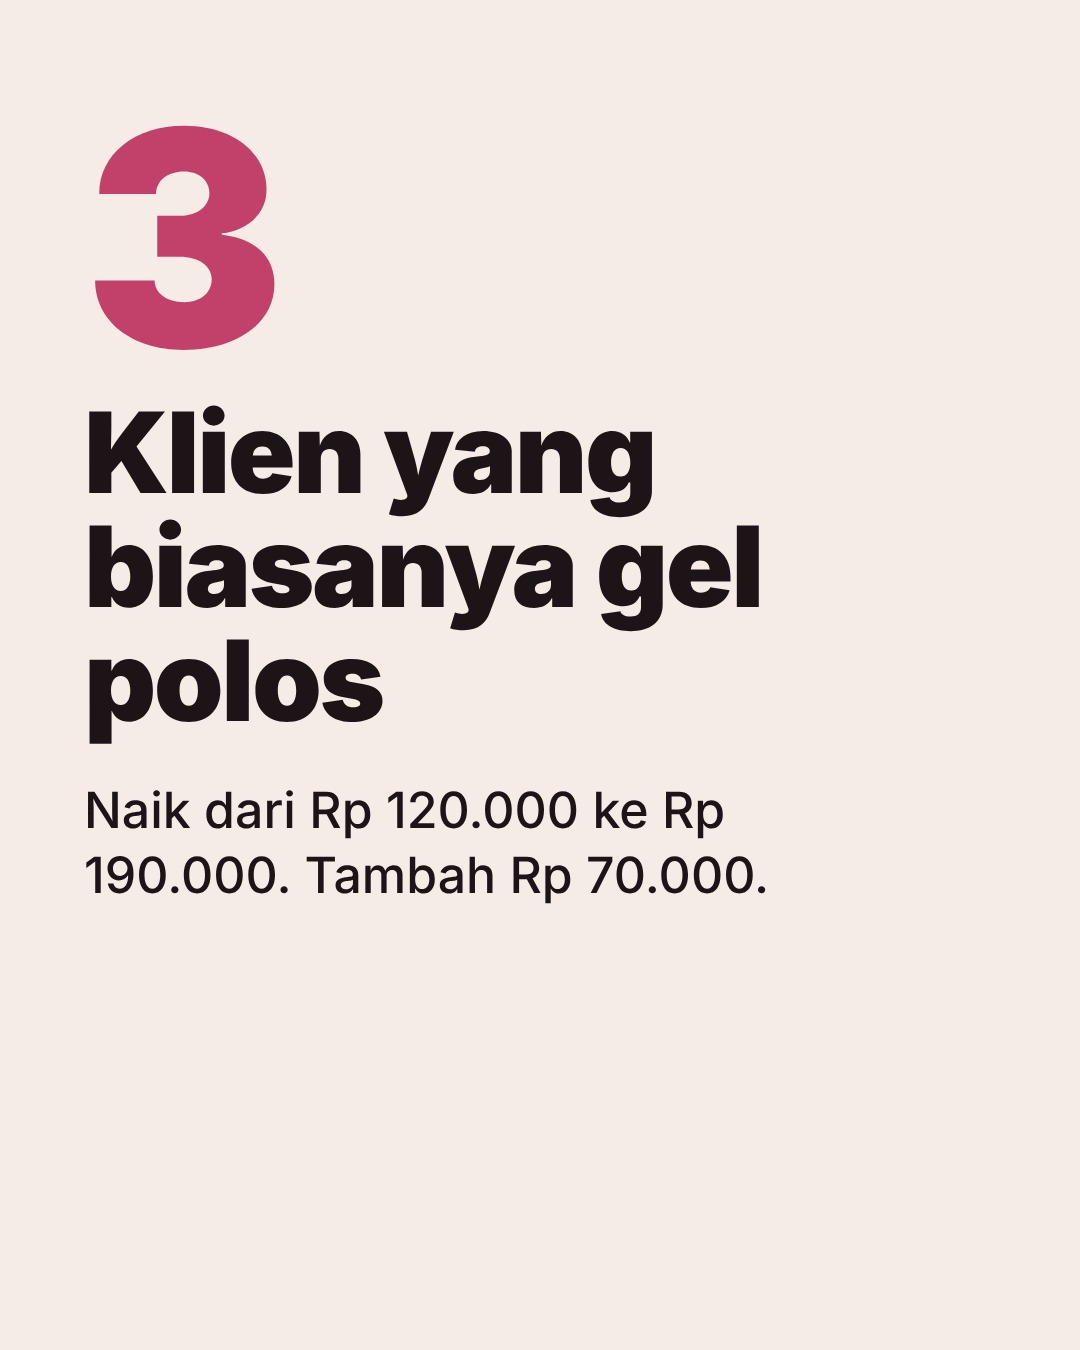 3
Klien yang
biasanya gel
polos
Naik dari Rp 120.000 ke Rp
190.000. Tambah Rp 70.000.